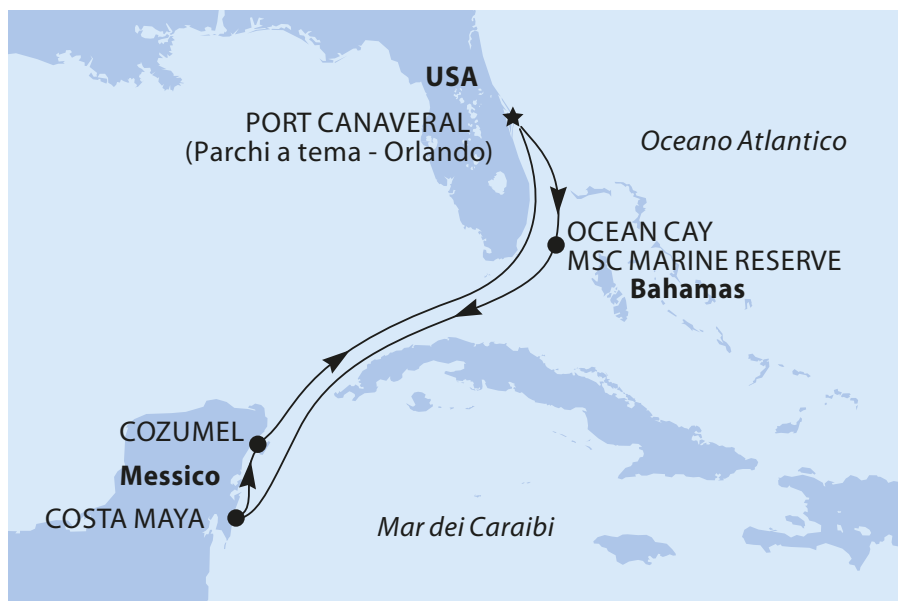 USA
PORT CANAVERAL
(Parchi a tema - Orlando)
Oceano Atlantico
OCEAN CAY
MSC MARINE RESERVE
Bahamas
COZUMEL
Messico
COSTA MAYA
Mar dei Caraibi